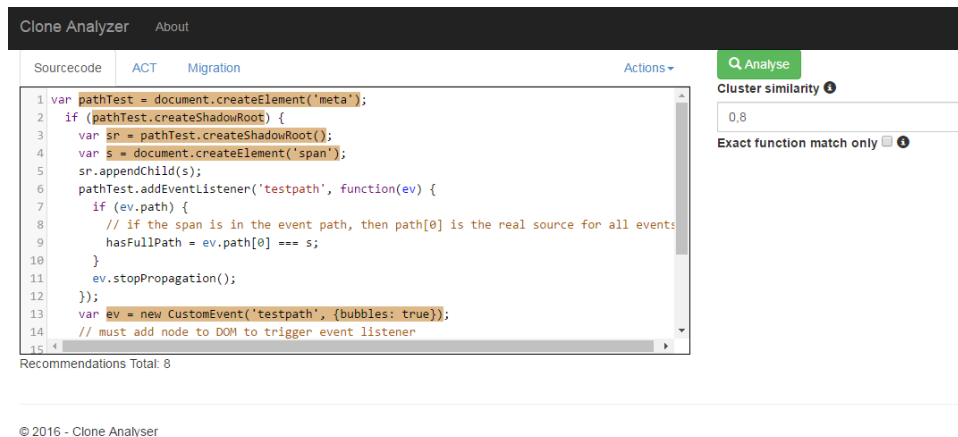 Clone Analyzer About
Sourcecode ACT Migration Actions
Analyse
Cluster similarity
0,8
Exact function match only
1 var pathTest = document.createElement('meta');
2 if (pathTest.createShadowRoot) {
3 var sr = pathTest.createShadowRoot();
4 var s = document.createElement('span');
5 sr.appendChild(s);
6 pathTest.addEventListener('testpath', function(ev) {
7 if (ev.path) {
8 // if the span is in the event path, then path[0] is the real source for all events
9 hasFullPath = ev.path[0] === s;
10 }
11 ev.stopPropagation();
12 });
13 var ev = new CustomEvent('testpath', {bubbles: true});
14 // must add node to DOM to trigger event listener
15
Recommendations Total: 8
© 2016 - Clone Analyser